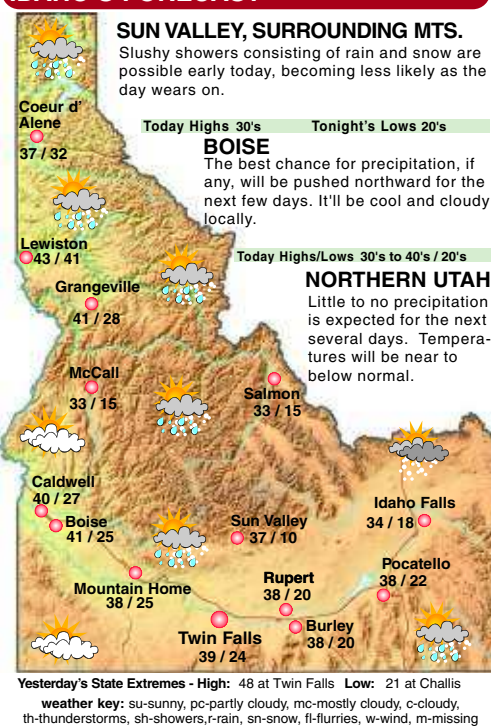 SUN VALLEY, SURROUNDING MTS.
Slushy showers consisting of rain and snow are
possible early today, becoming less likely as the
day wears on.
Today Highs 30's Tonight's Lows 20's
BOISE
The best chance for precipitation, if
any, will be pushed northward for the
next few days. It'll be cool and cloudy
locally.
Today Highs/Lows 30's to 40's / 20's
NORTHERN UTAH
Little to no precipitation
is expected for the next
several days. Tempera-
tures will be near to
below normal.
Coeur d'
Alene
37 / 32
Lewiston
43 / 41
Grangeville
41 / 28
McCall
33 / 15
Salmon
33 / 15
Caldwell
40 / 27
Boise
41 / 25
Sun Valley
37 / 10
Idaho Falls
34 / 18
Mountain Home
38 / 25
Rupert
38 / 20
Pocatello
38 / 22
Twin Falls
39 / 24
Burley
38 / 20
Yesterday's State Extremes - High: 48 at Twin Falls Low: 21 at Challis
weather key: su-sunny, pc-partly cloudy, mc-mostly cloudy, c-cloudy,
th-thunderstorms, sh-showers,r-rain, sn-snow, fl-flurries, w-wind, m-missing